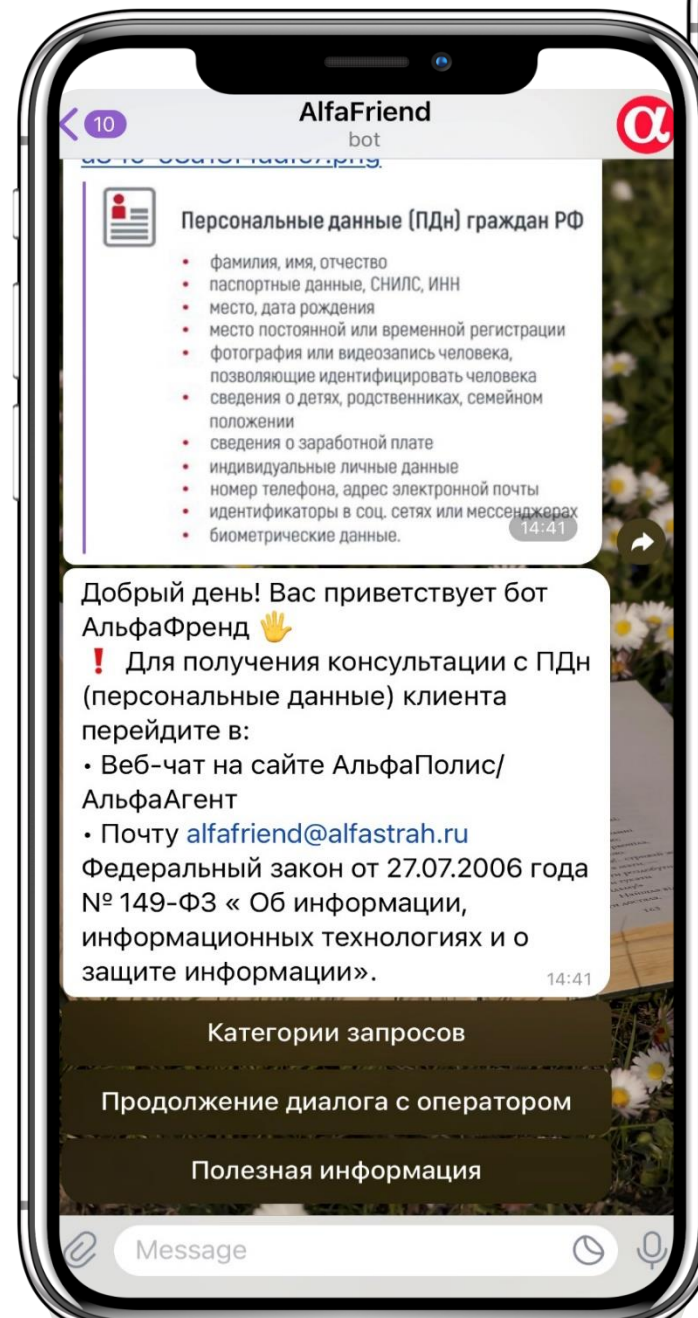 10
AlfaFriend
bot
α
Персональные данные (ПДн) граждан РФ
• фамилия, имя, отчество
• паспортные данные, СНИЛС, ИНН
• место, дата рождения
• место постоянной или временной регистрации
• фотография или видеозапись человека,
позволяющие идентифицировать человека
• сведения о детях, родственниках, семейном
положении
• сведения о заработной плате
• индивидуальные личные данные
• номер телефона, адрес электронной почты
• идентификаторы в соц. сетях или мессенджерах
• биометрические данные.
14:41
Добрый день! Вас приветствует бот
АльфаФренд 🖐
❗ Для получения консультации с ПДн
(персональные данные) клиента
перейдите в:
• Веб-чат на сайте АльфаПолис/
АльфаАгент
• Почту alfafriend@alfastrah.ru
Федеральный закон от 27.07.2006 года
№ 149-ФЗ « Об информации,
информационных технологиях и о
защите информации».
14:41
Категории запросов
Продолжение диалога с оператором
Полезная информация
Message